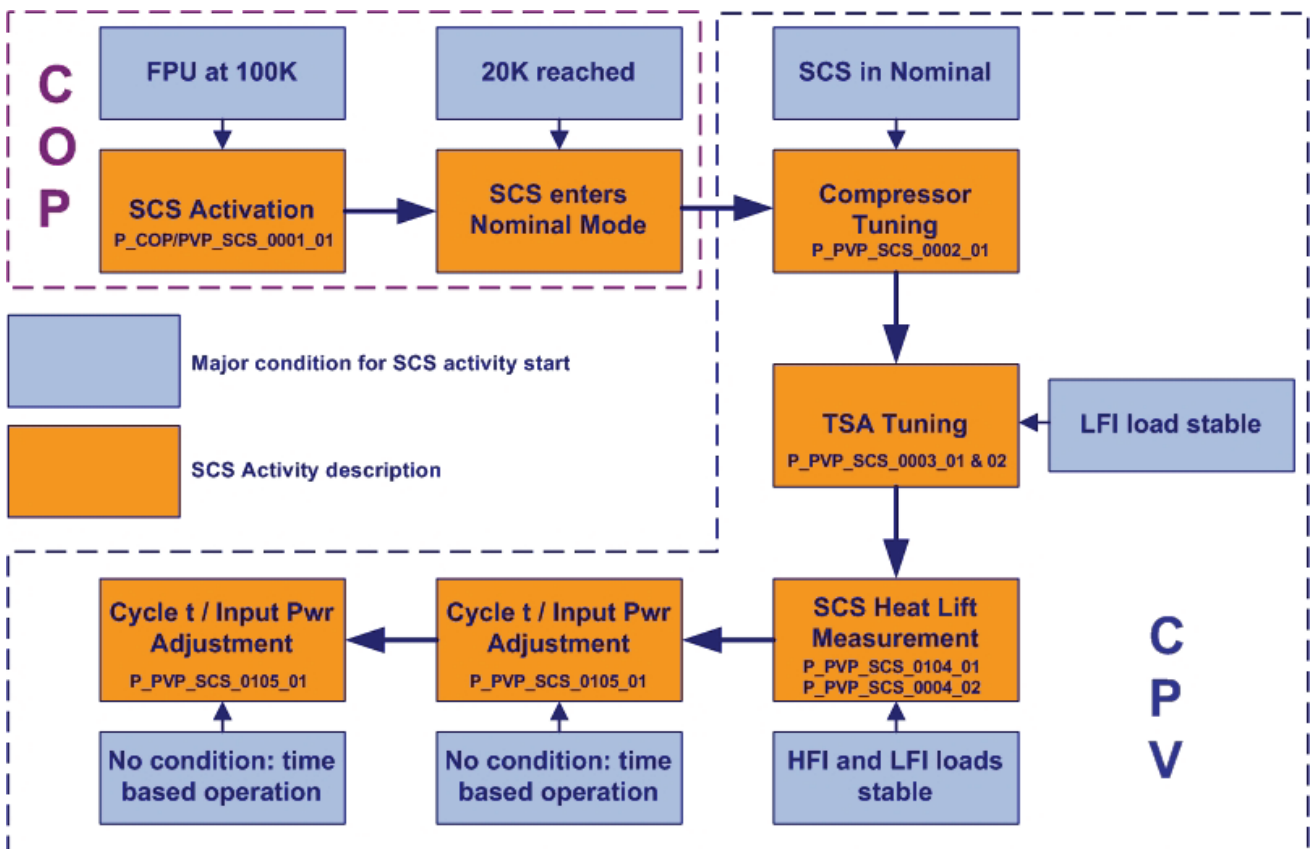 C
O
P
FPU at 100K
20K reached
SCS in Nominal
SCS Activation
P_COP/PVP_SCS_0001_01
SCS enters
Nominal Mode
Compressor
Tuning
P_PVP_SCS_0002_01
Major condition for SCS activity start
TSA Tuning
P_PVP_SCS_0003_01 & 02
LFI load stable
SCS Activity description
Cycle t / Input Pwr
Adjustment
P_PVP_SCS_0105_01
Cycle t / Input Pwr
Adjustment
P_PVP_SCS_0105_01
SCS Heat Lift
Measurement
P_PVP_SCS_0104_01
P_PVP_SCS_0004_02
No condition: time
based operation
No condition: time
based operation
HFI and LFI loads
stable
C
P
V